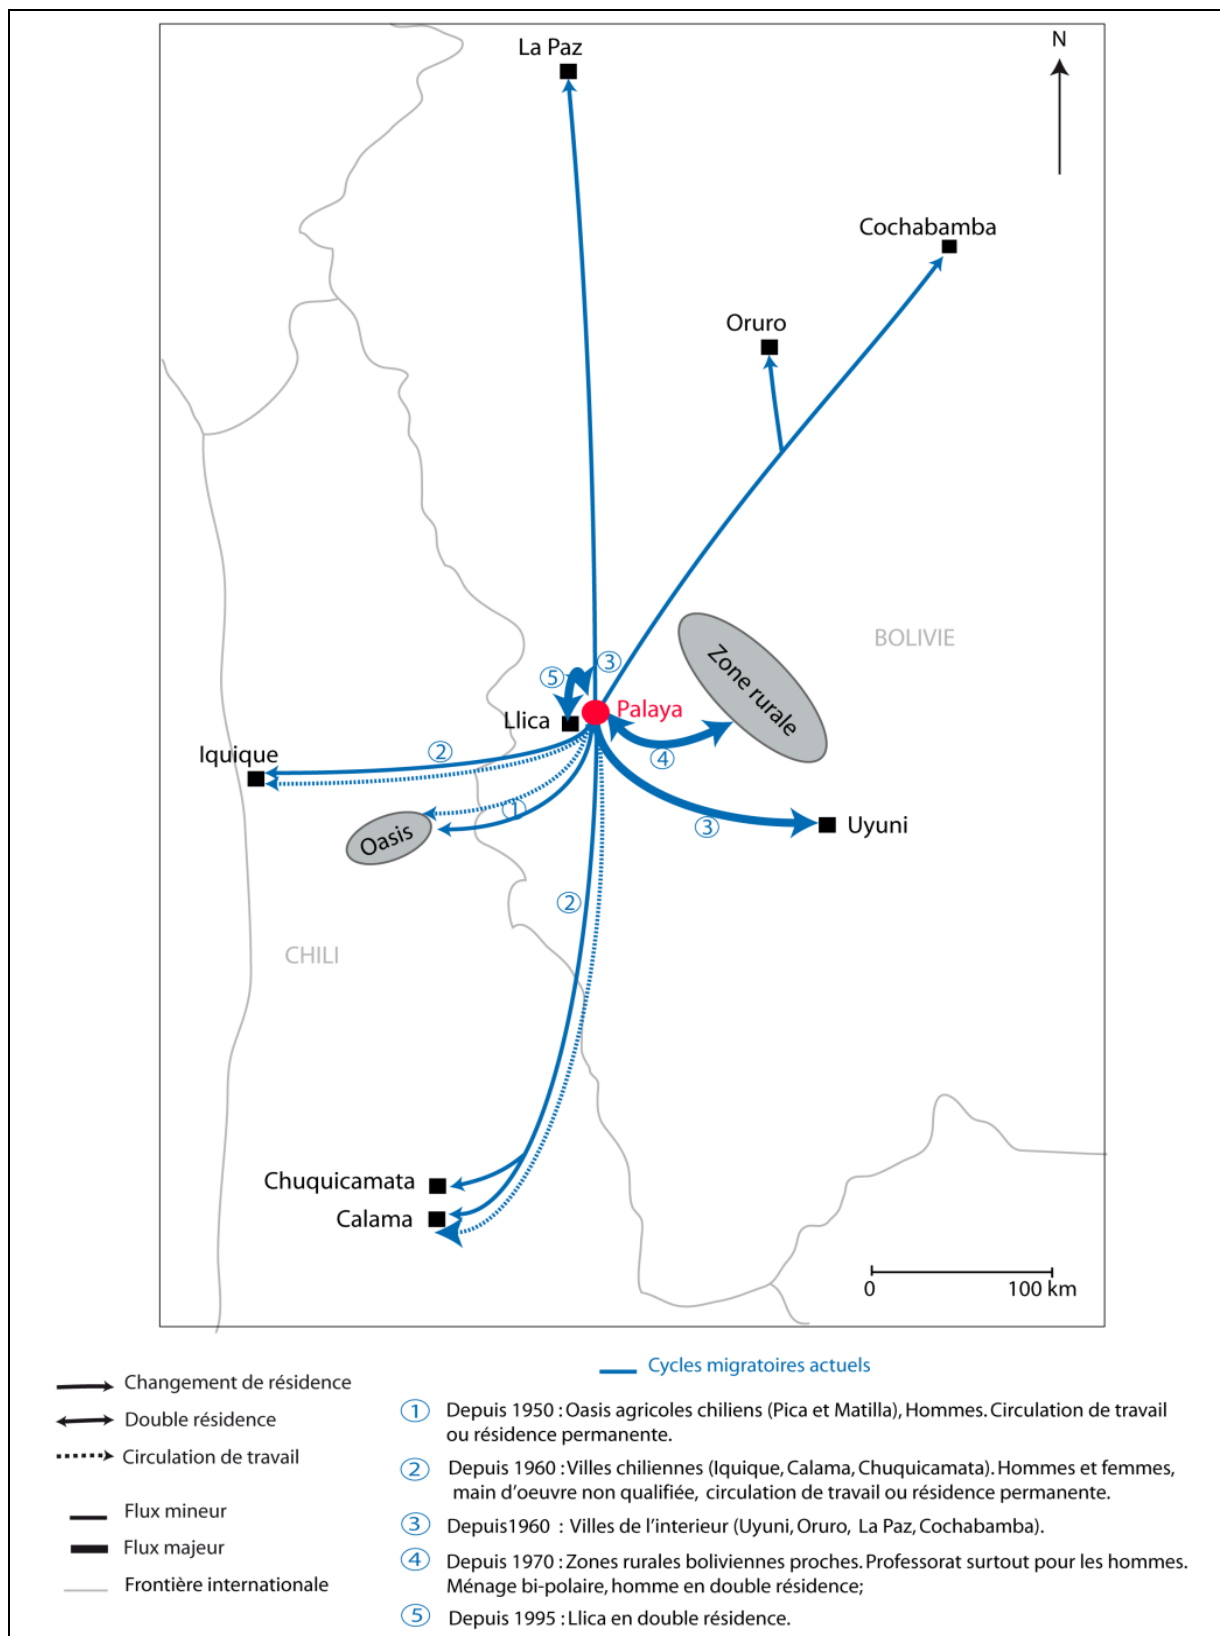 La Paz
N
Cochabamba
Oruro
BOLIVIE
Zone rurale
3
5
Palaya
Llica
4
2
Iquique
1
Oasis
3
Uyuni
2
CHILI
Chuquicamata
Calama
0 100 km
Changement de résidence
Double résidence
Circulation de travail
Flux mineur
Flux majeur
Frontière internationale
Cycles migratoires actuels
1 Depuis 1950 : Oasis agricoles chiliens (Pica et Matilla), Hommes. Circulation de travail
ou résidence permanente.
2 Depuis 1960 : Villes chiliennes (Iquique, Calama, Chuquicamata). Hommes et femmes,
main d'oeuvre non qualifiée, circulation de travail ou résidence permanente.
3 Depuis1960 : Villes de l'interieur (Uyuni, Oruro, La Paz, Cochabamba).
4 Depuis 1970 : Zones rurales boliviennes proches. Professorat surtout pour les hommes.
Ménage bi-polaire, homme en double résidence;
5 Depuis 1995 : Llica en double résidence.